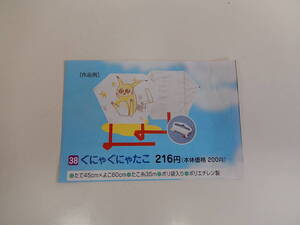 【作品例】
38 ぐにゃぐにゃたこ 216円(本体価格 200円)
●たて45cm×よこ60cm●たこ糸35m●ポリ袋入り●ポリエチレン製